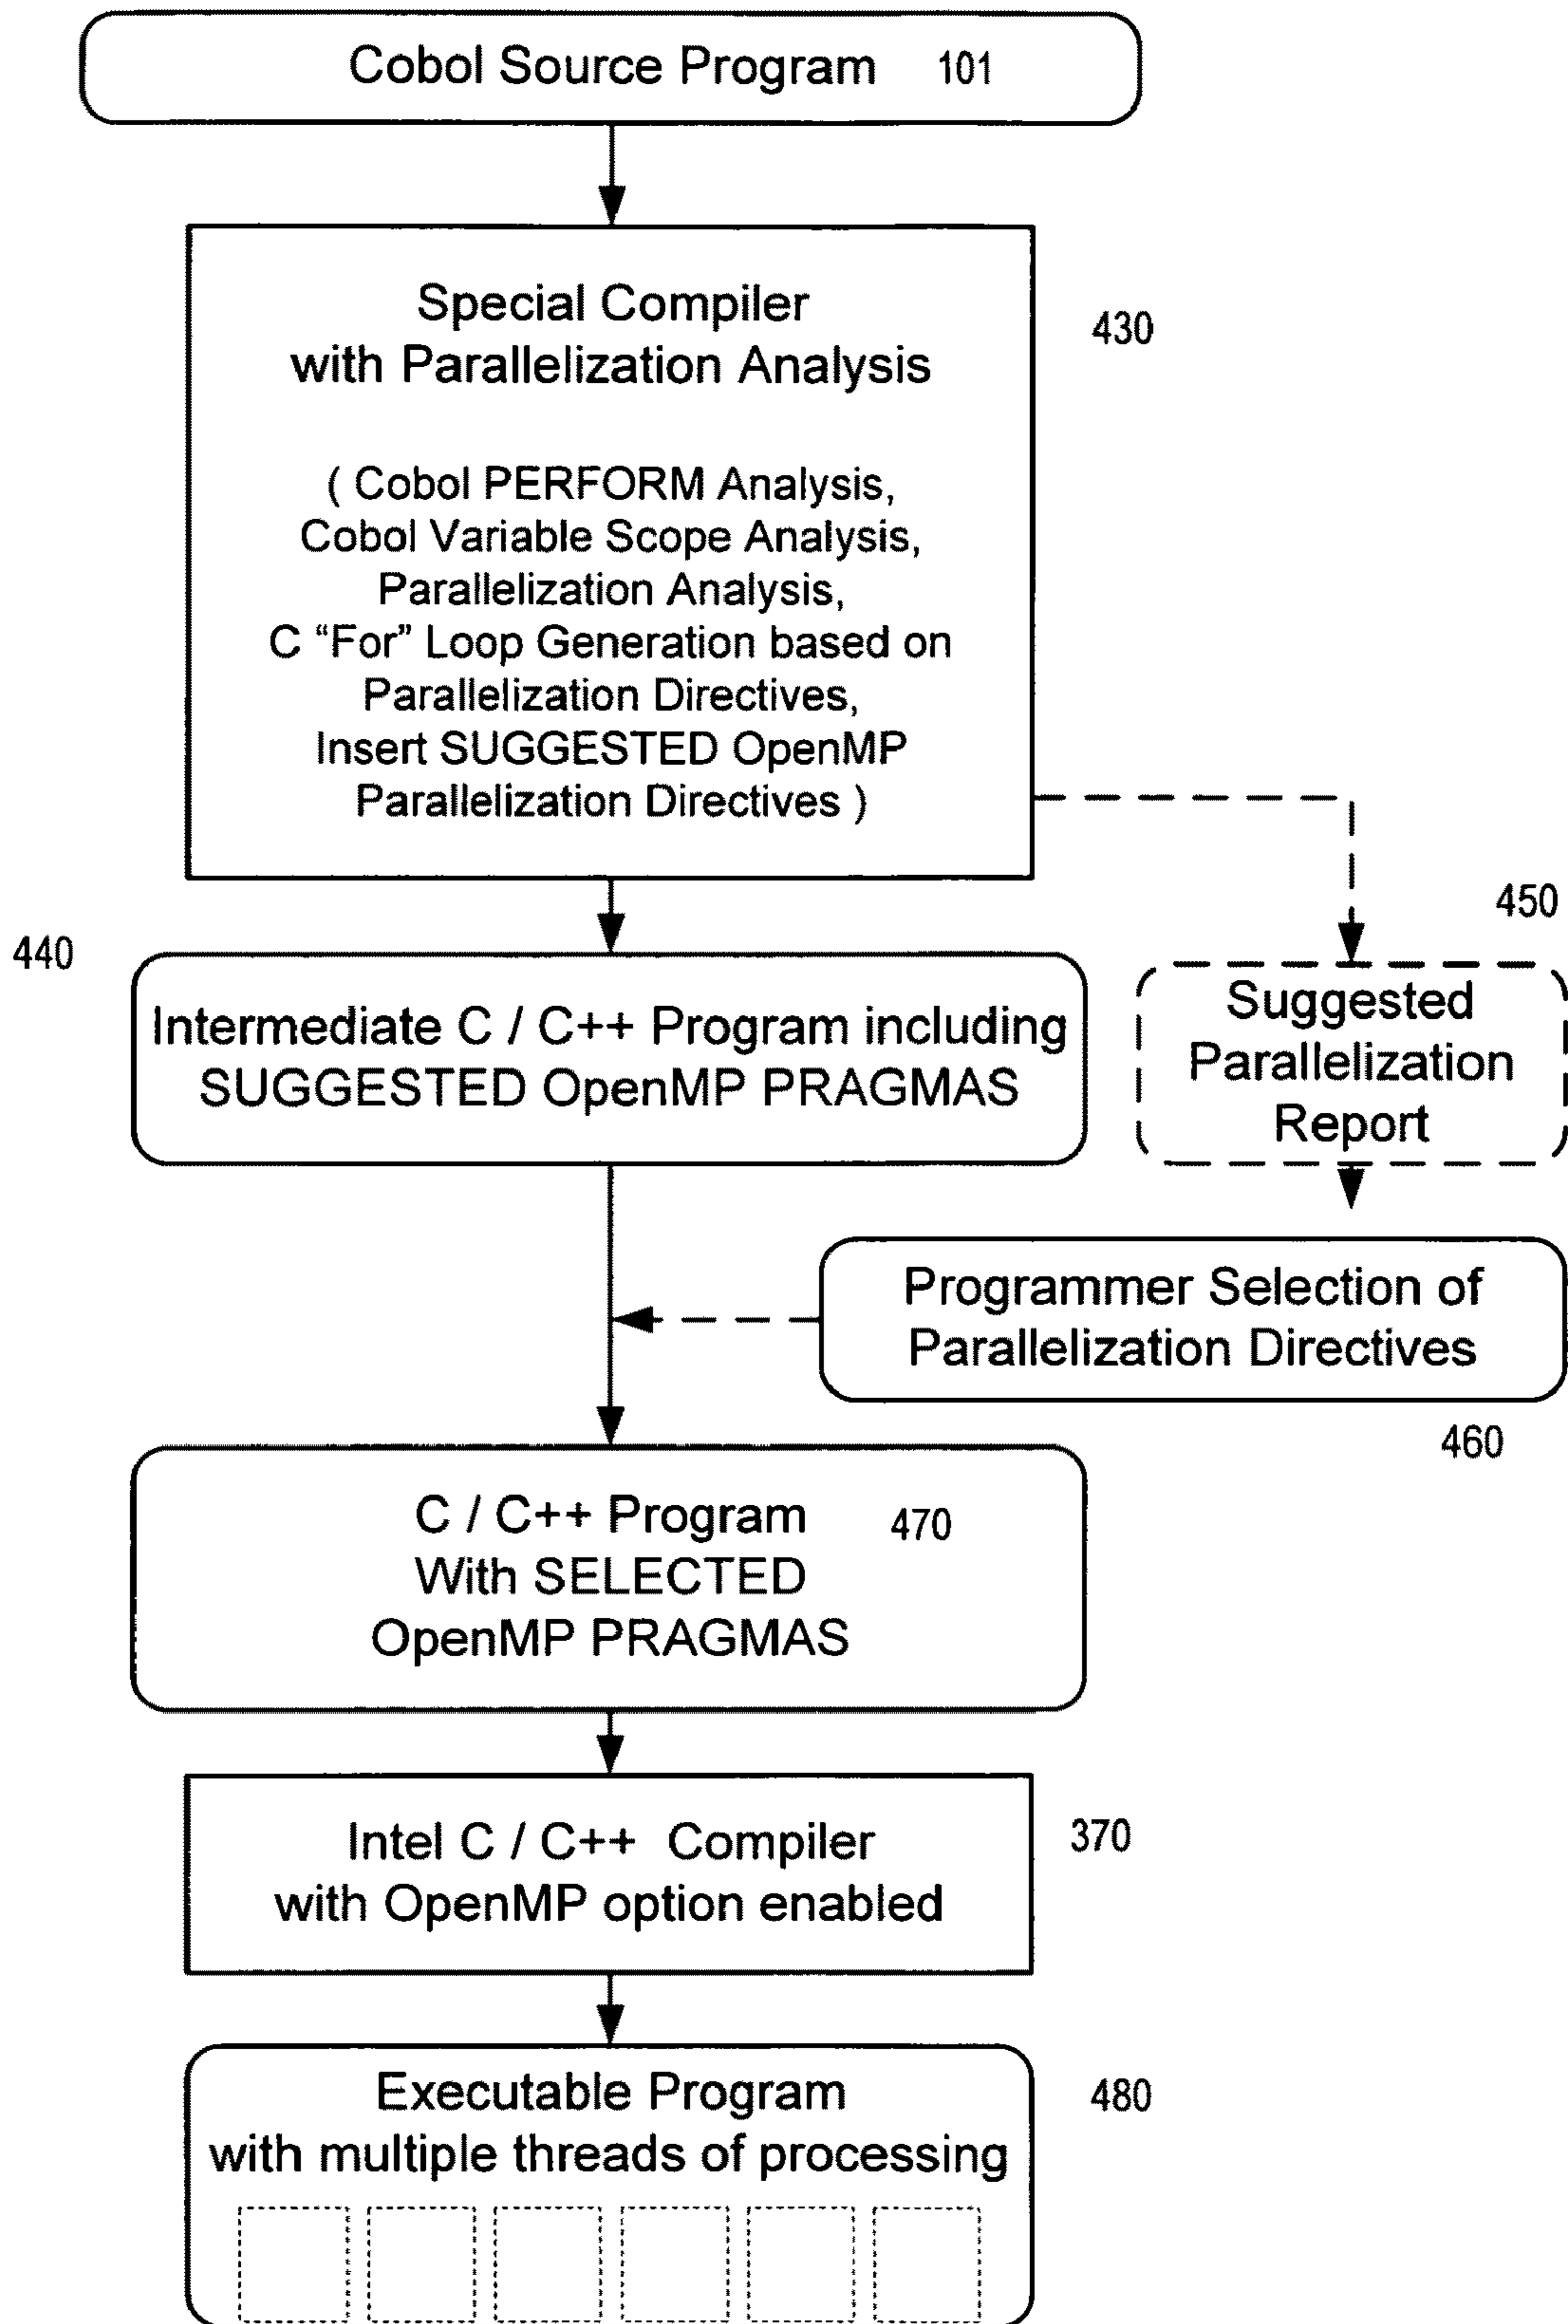 Cobol Source Program 101
Special Compiler
with Parallelization Analysis
430
( Cobol PERFORM Analysis,
Cobol Variable Scope Analysis,
Parallelization Analysis,
C “For” Loop Generation based on
Parallelization Directives,
Insert SUGGESTED OpenMP
Parallelization Directives )
440
Intermediate C / C++ Program including
SUGGESTED OpenMP PRAGMAS
450
Suggested
Parallelization
Report
Programmer Selection of
Parallelization Directives
460
C / C++ Program 470
With SELECTED
OpenMP PRAGMAS
Intel C / C++ Compiler
with OpenMP option enabled
370
Executable Program
with multiple threads of processing
480